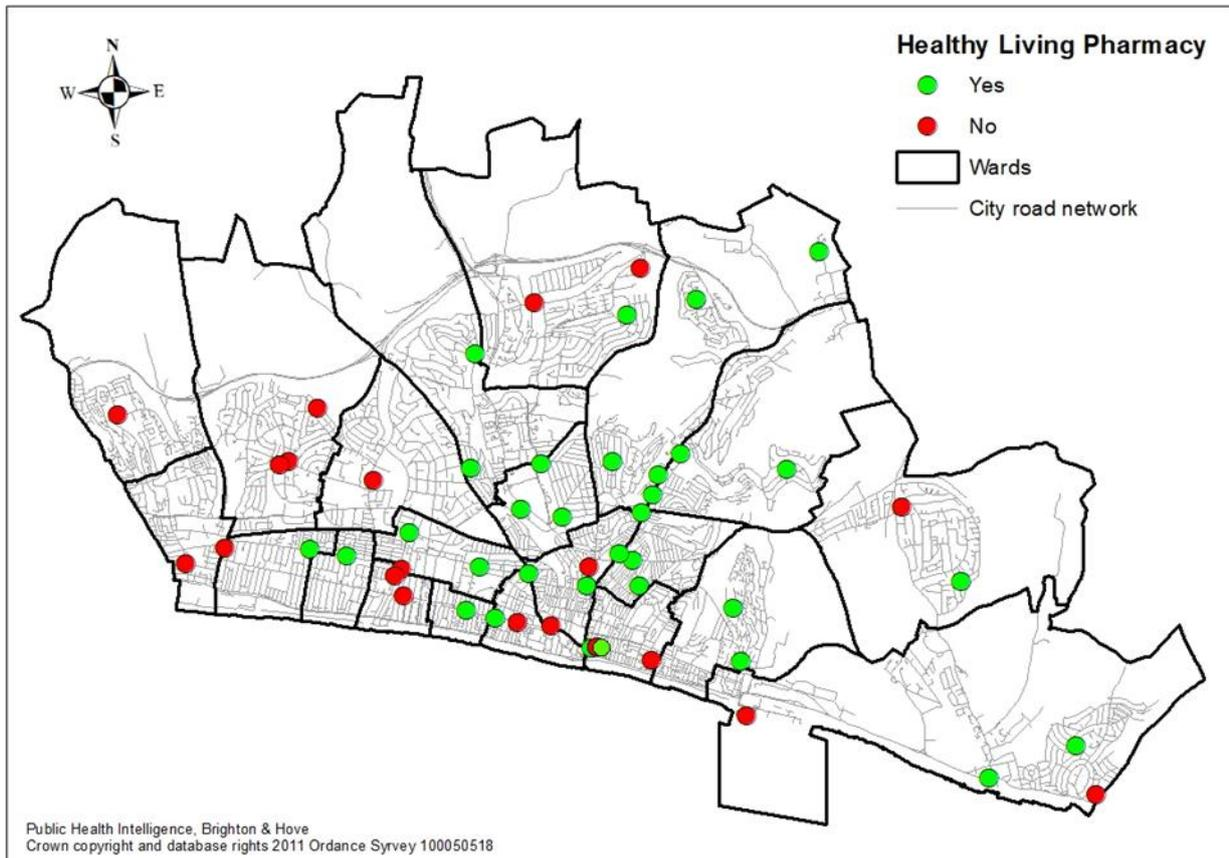 Healthy Living Pharmacy
Yes
No
Wards
City road network
N
W E
S
Public Health Intelligence, Brighton & Hove
Crown copyright and database rights 2011 Ordance Syrvey 100050518